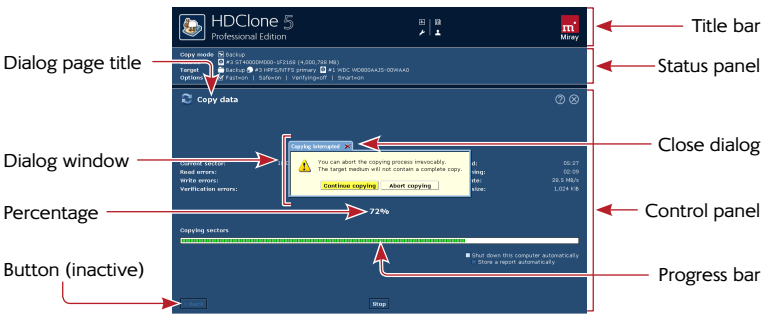 HDClone 5
Professional Edition
Miray
Title bar
Copy mode Backup
#3 ST4000DM000-1F2168 (4,000,788 MB)
Target Backup #3 HPFS/NTFS primary #1 WDC WD800AAJS-00WAA0
Options Fast=on | Safe=on | Verifying=off | Smart=on
Status panel
Dialog page title
Copy data
Copying interrupted
Close dialog
You can abort the copying process irrevocably.
The target medium will not contain a complete copy.
Continue copying Abort copying
Dialog window
Current sector:
Read errors:
Write errors:
Verification errors:
05:27
02:09
28.5 MB/s
size: 1,024 KiB
Percentage
72%
Control panel
Copying sectors
Shut down this computer automatically
Store a report automatically
Button (inactive)
Progress bar
Back
Stop